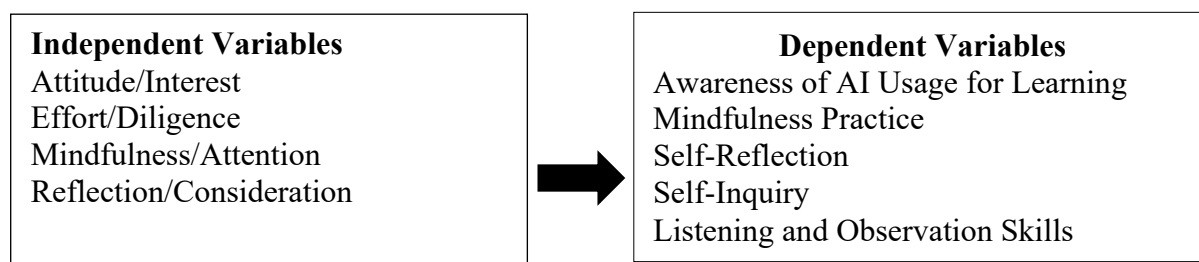 Independent Variables
Attitude/Interest
Effort/Diligence
Mindfulness/Attention
Reflection/Consideration
Dependent Variables
Awareness of AI Usage for Learning
Mindfulness Practice
Self-Reflection
Self-Inquiry
Listening and Observation Skills